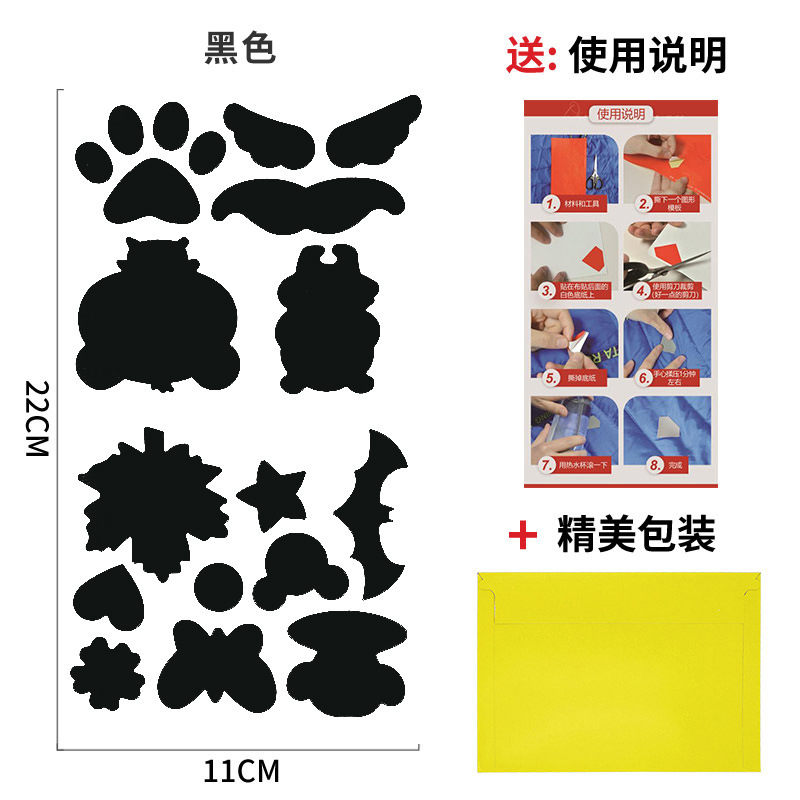 黑色
送: 使用说明
使用说明
1. 材料和工具
2. 撕下一个图形
模板
3. 贴在布贴后面的
白色底纸上
4. 使用剪刀裁剪
(好一点的剪刀)
5. 撕掉底纸
6. 手心揉压1分钟
左右
7. 用热水杯滚一下
8. 完成
+ 精美包装
22CM
11CM